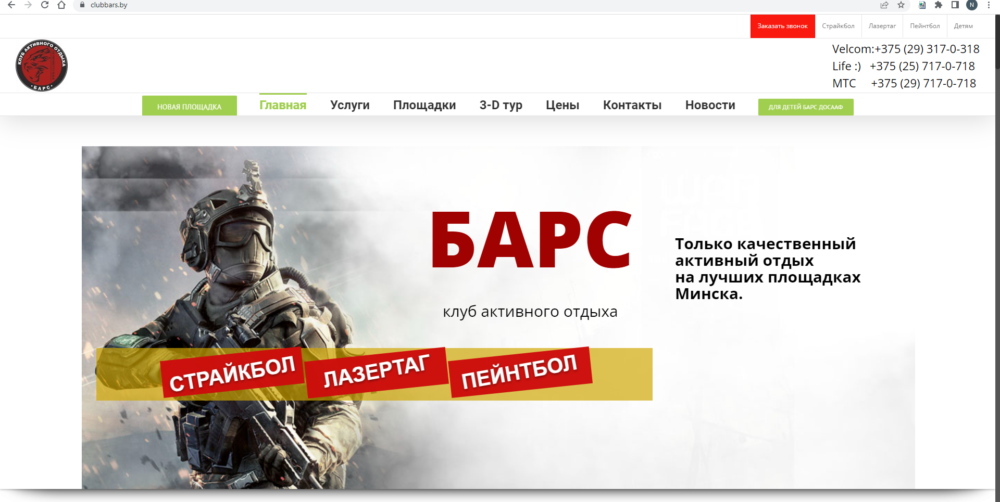 clubbars.by
N
Заказать звонок
Страйкбол
Лазертаг
Пейнтбол
Детям
КЛУБ АКТИВНОГО ОТДЫХА
•БАРС•
Velcom:+375 (29) 317-0-318
Life :) +375 (25) 717-0-718
МТС +375 (29) 717-0-718
НОВАЯ ПЛОЩАДКА
Главная
Услуги
Площадки
3-D тур
Цены
Контакты
Новости
ДЛЯ ДЕТЕЙ БАРС ДОСААФ
БАРС
клуб активного отдыха
Только качественный
активный отдых
на лучших площадках
Минска.
СТРАЙКБОЛ
ЛАЗЕРТАГ
ПЕЙНТБОЛ